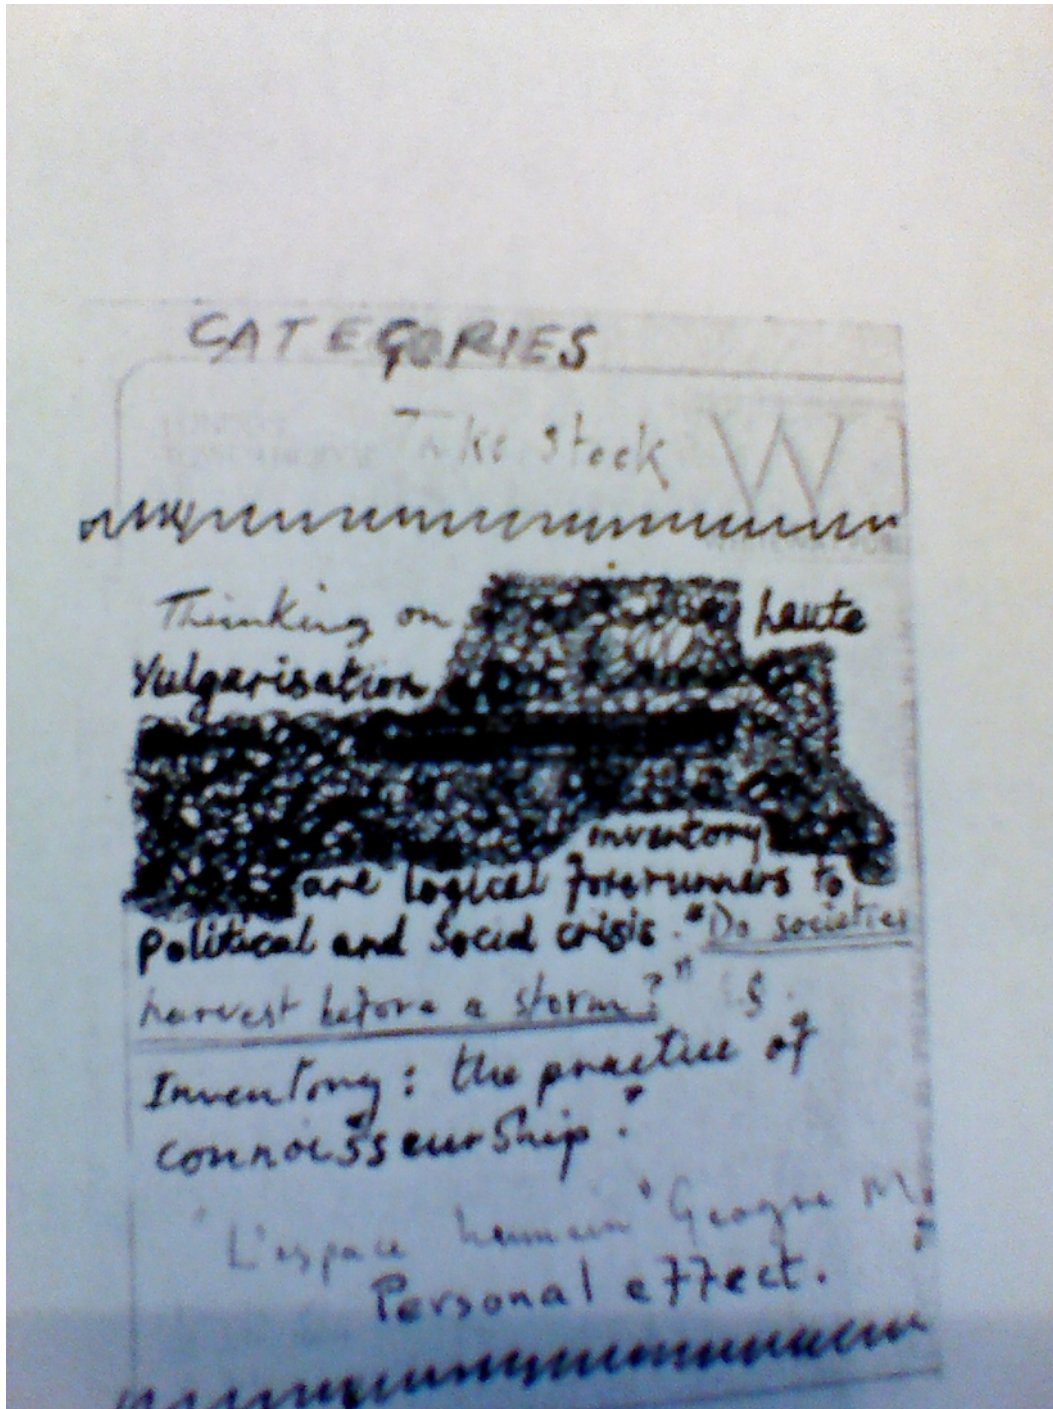 CATEGORIES
Take stock
W
Thinking on haute
Vulgarisation
inventory
are logical forerunners to
political and social crisis. "Do societies
harvest before a storm?"
Inventory: the practice of
connoisseurship.
"L'espace humain"
Personal effect.